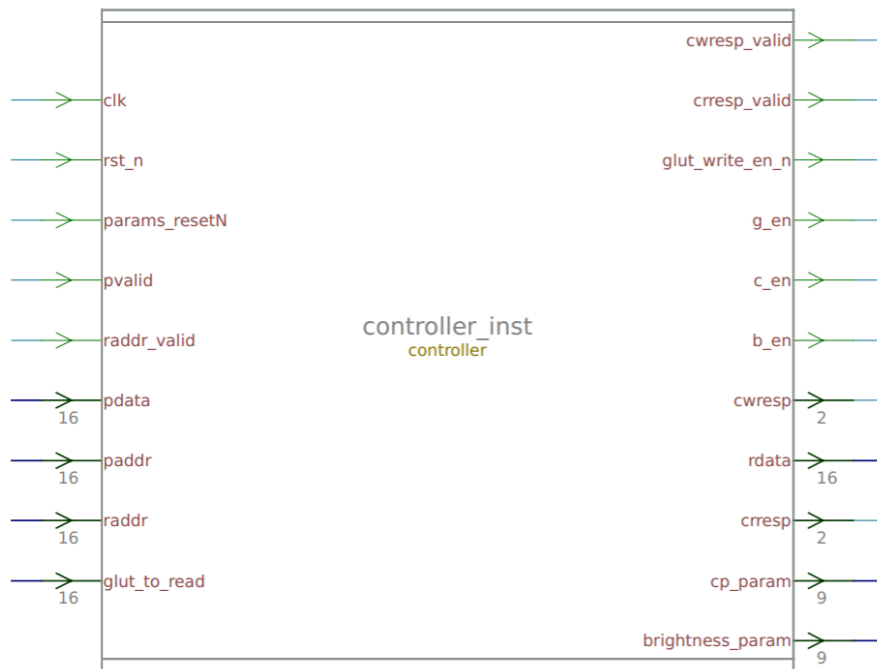 cwresp_valid
clk
crresp_valid
rst_n
glut_write_en_n
params_resetN
g_en
pvalid
c_en
controller_inst
controller
raddr_valid
b_en
pdata
16
cwresp
2
paddr
16
rdata
16
raddr
16
crresp
2
glut_to_read
16
cp_param
9
brightness_param
9